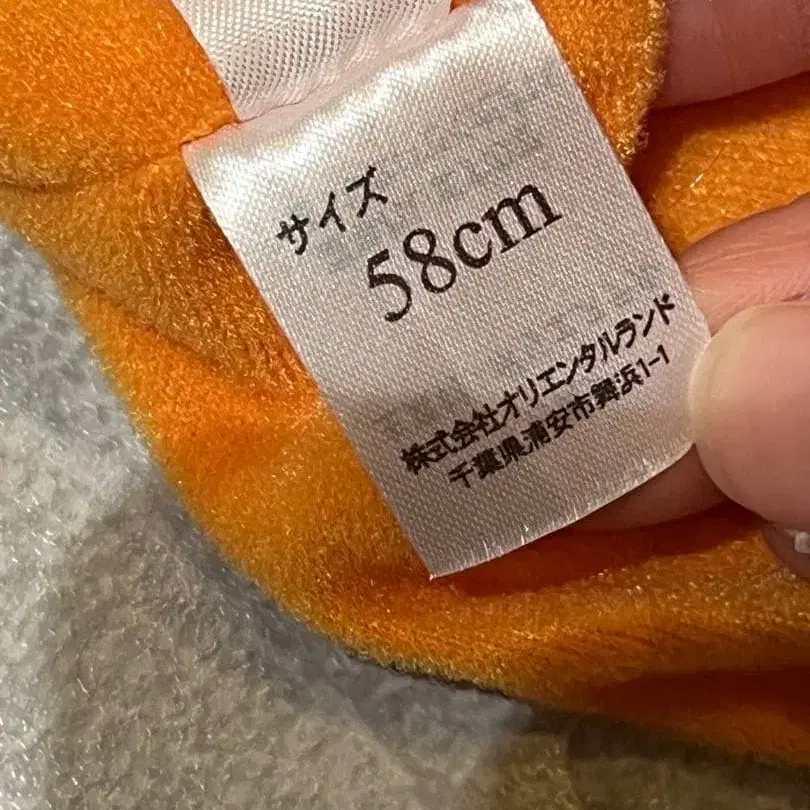 サイズ
58cm
株式会社オリエンタルランド
千葉県浦安市舞浜1-1